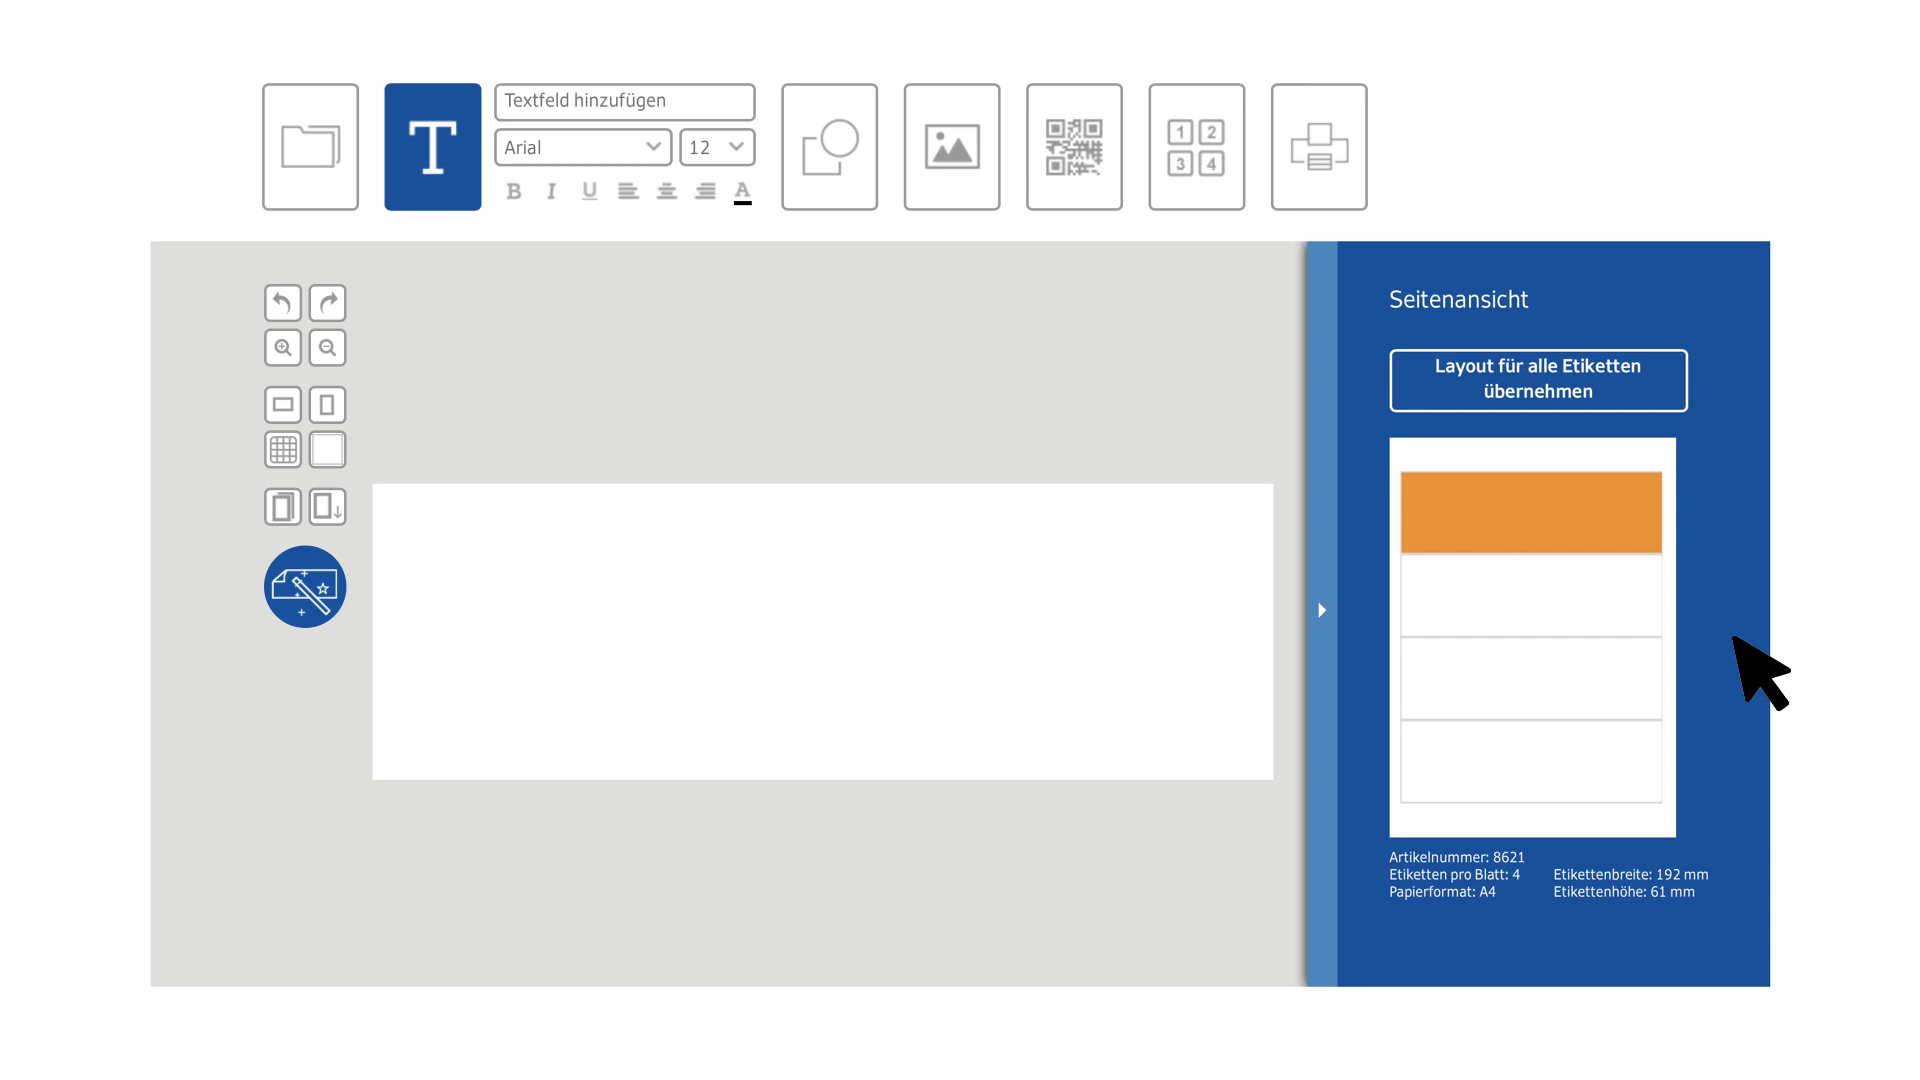 T
Textfeld hinzufügen
Arial
12
B I U A
1 2
3 4
Seitenansicht
Layout für alle Etiketten
übernehmen
Artikelnummer: 8621
Etiketten pro Blatt: 4 Etikettenbreite: 192 mm
Papierformat: A4 Etikettenhöhe: 61 mm